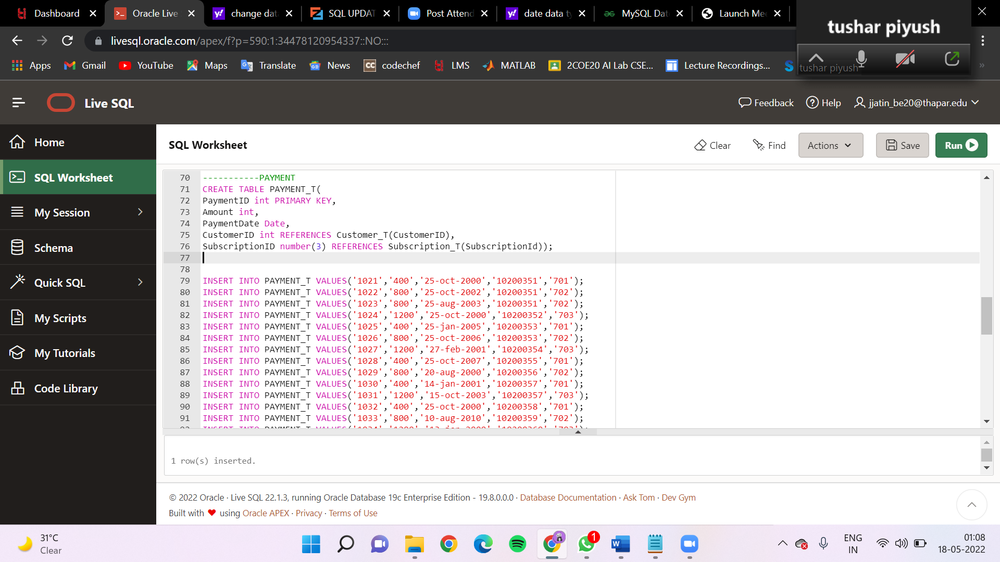 Dashboard
Oracle Live
change dat
SQL UPDAT
Post Attend
date data ty
MySQL Dat
Launch Me
tushar piyush
livesql.oracle.com/apex/f?p=590:1:34478120954337::NO:::
Apps
Gmail
YouTube
Maps
Translate
News
CC codechef
LMS
MATLAB
2COE20 AI Lab CSE...
Lecture Recordings...
tushar piyush
Live SQL
Feedback
Help
jjatin_be20@thapar.edu
Home
SQL Worksheet
My Session
Schema
Quick SQL
My Scripts
My Tutorials
Code Library
SQL Worksheet
Clear
Find
Actions
Save
Run
70 -----------PAYMENT
71 CREATE TABLE PAYMENT_T(
72 PaymentID int PRIMARY KEY,
73 Amount int,
74 PaymentDate Date,
75 CustomerID int REFERENCES Customer_T(CustomerID),
76 SubscriptionID number(3) REFERENCES Subscription_T(SubscriptionId));
77
78
79 INSERT INTO PAYMENT_T VALUES('1021','400','25-oct-2000','10200351','701');
80 INSERT INTO PAYMENT_T VALUES('1022','800','25-oct-2002','10200351','702');
81 INSERT INTO PAYMENT_T VALUES('1023','800','25-aug-2003','10200351','702');
82 INSERT INTO PAYMENT_T VALUES('1024','1200','25-oct-2000','10200352','703');
83 INSERT INTO PAYMENT_T VALUES('1025','400','25-jan-2005','10200353','701');
84 INSERT INTO PAYMENT_T VALUES('1026','800','25-oct-2006','10200353','702');
85 INSERT INTO PAYMENT_T VALUES('1027','1200','27-feb-2001','10200354','703');
86 INSERT INTO PAYMENT_T VALUES('1028','400','25-oct-2007','10200355','701');
87 INSERT INTO PAYMENT_T VALUES('1029','800','20-aug-2000','10200356','702');
88 INSERT INTO PAYMENT_T VALUES('1030','400','14-jan-2001','10200357','701');
89 INSERT INTO PAYMENT_T VALUES('1031','1200','15-oct-2003','10200357','703');
90 INSERT INTO PAYMENT_T VALUES('1032','400','25-oct-2000','10200358','701');
91 INSERT INTO PAYMENT_T VALUES('1033','800','10-aug-2010','10200359','702');
1 row(s) inserted.
© 2022 Oracle · Live SQL 22.1.3, running Oracle Database 19c Enterprise Edition - 19.8.0.0.0 · Database Documentation · Ask Tom · Dev Gym
Built with ❤ using Oracle APEX · Privacy · Terms of Use
31°C
Clear
1
ENG
IN
01:08
18-05-2022